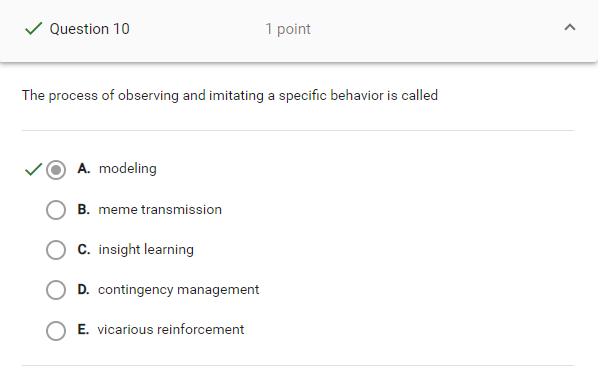 Question 10 1 point
The process of observing and imitating a specific behavior is called
A. modeling
B. meme transmission
C. insight learning
D. contingency management
E. vicarious reinforcement